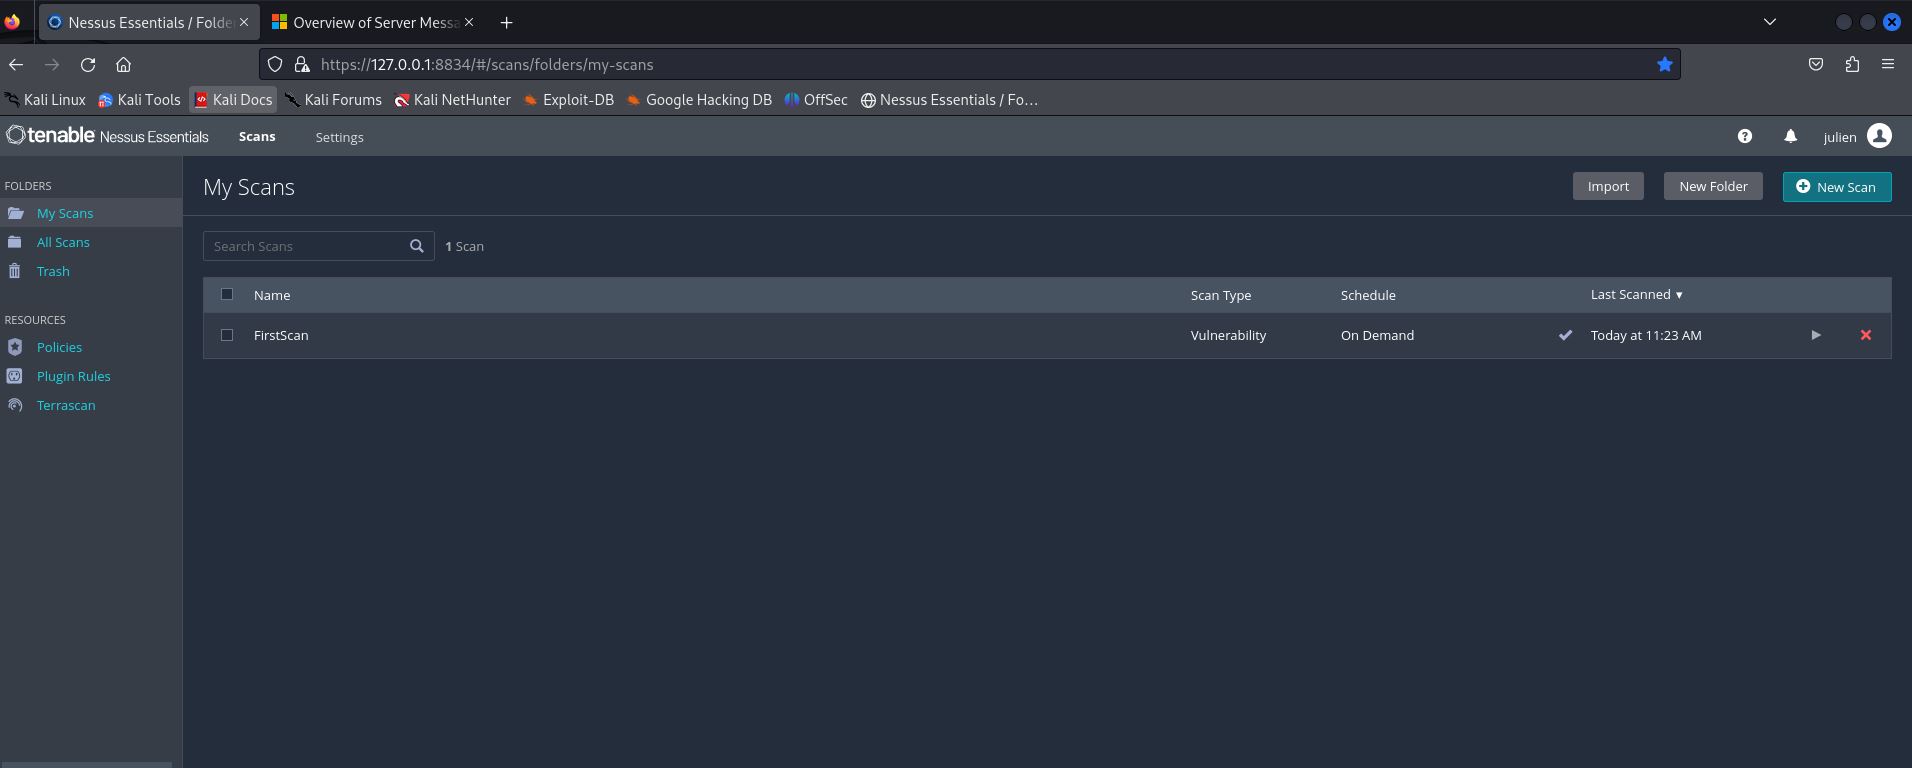 Nessus Essentials / Folde
Overview of Server Messa
https://127.0.0.1:8834/#/scans/folders/my-scans
Kali Linux Kali Tools Kali Docs Kali Forums Kali NetHunter Exploit-DB Google Hacking DB OffSec Nessus Essentials / Fo...
tenable Nessus Essentials Scans Settings julien
FOLDERS
My Scans
All Scans
Trash
RESOURCES
Policies
Plugin Rules
Terrascan
My Scans
Import New Folder New Scan
Search Scans 1 Scan
Name Scan Type Schedule Last Scanned ▼
FirstScan Vulnerability On Demand Today at 11:23 AM